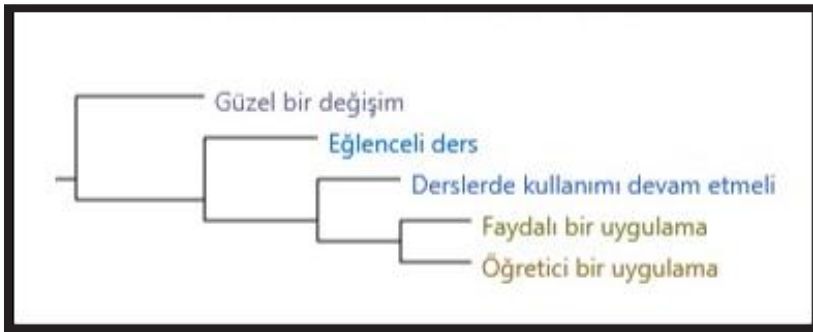 Güzel bir değişim
Eğlenceli ders
Derslerde kullanımı devam etmeli
Faydalı bir uygulama
Öğretici bir uygulama